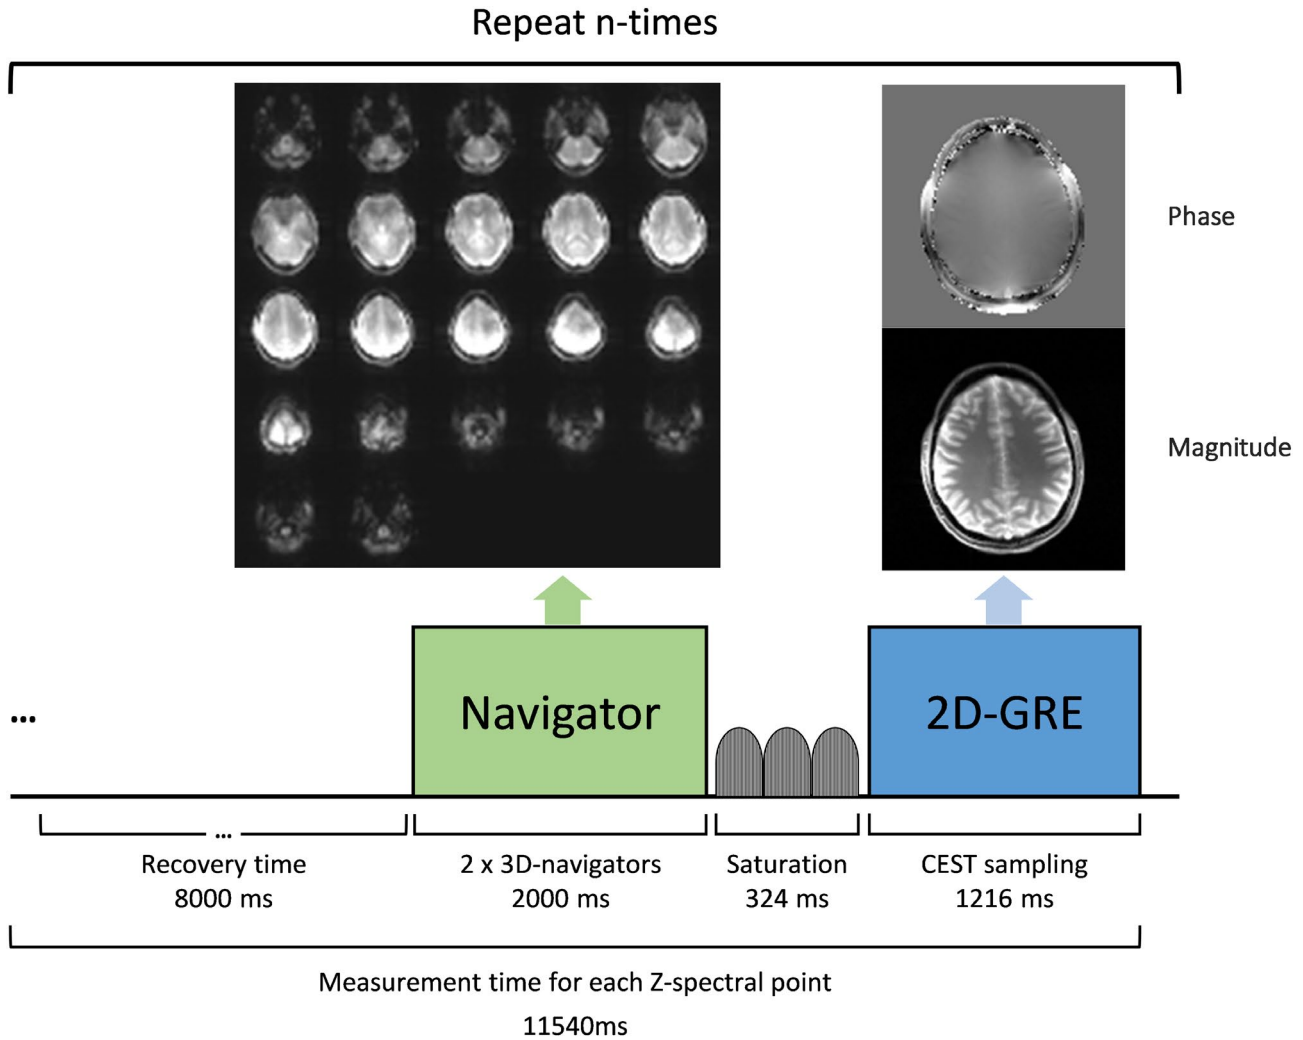 Repeat n-times
Phase
Magnitude
...
Navigator
2D-GRE
...
Recovery time
8000 ms
2 x 3D-navigators
2000 ms
Saturation
324 ms
CEST sampling
1216 ms
Measurement time for each Z-spectral point
11540ms